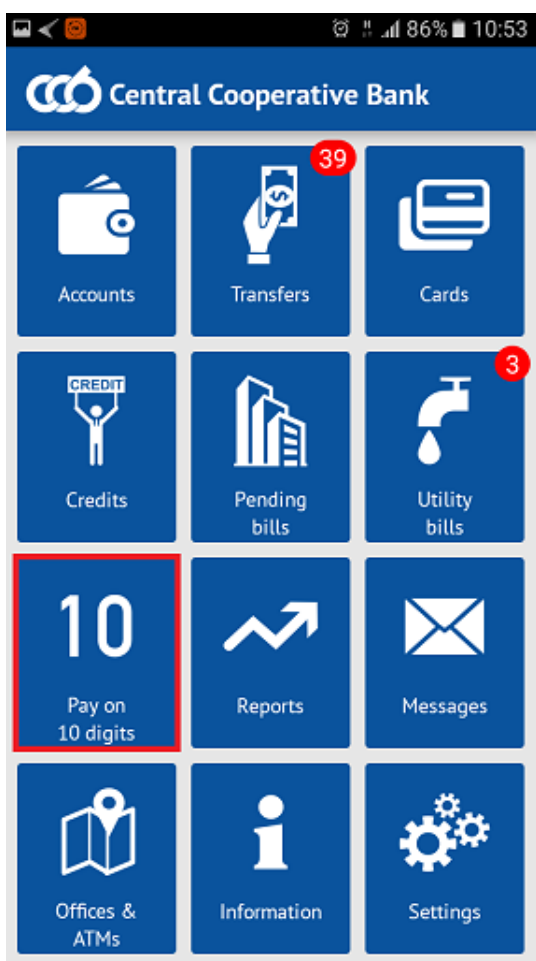 86% 10:53
CCB Central Cooperative Bank
39
Accounts
Transfers
Cards
3
CREDIT
Credits
Pending
bills
Utility
bills
10
Pay on
10 digits
Reports
Messages
Offices &
ATMs
Information
Settings